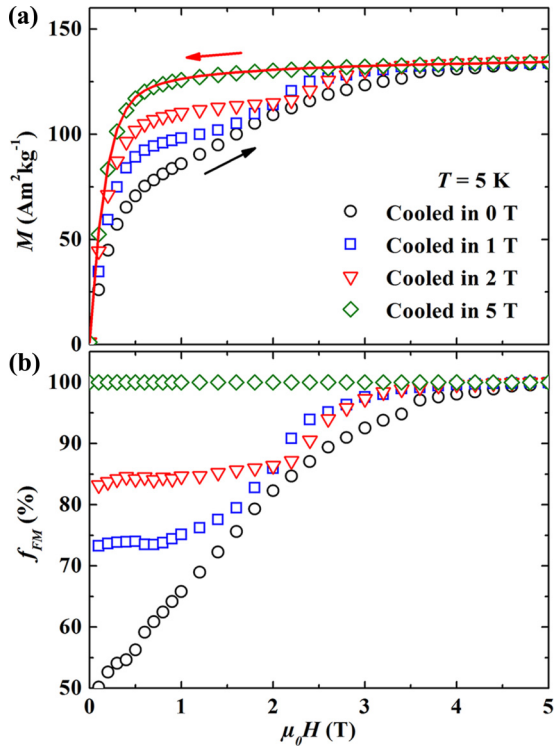 (a)
150
100
50
0
M (Am²kg⁻¹)
T = 5 K
Cooled in 0 T
Cooled in 1 T
Cooled in 2 T
Cooled in 5 T
(b)
100
90
80
70
60
50
f_FM (%)
0 1 2 3 4 5
μ₀H (T)